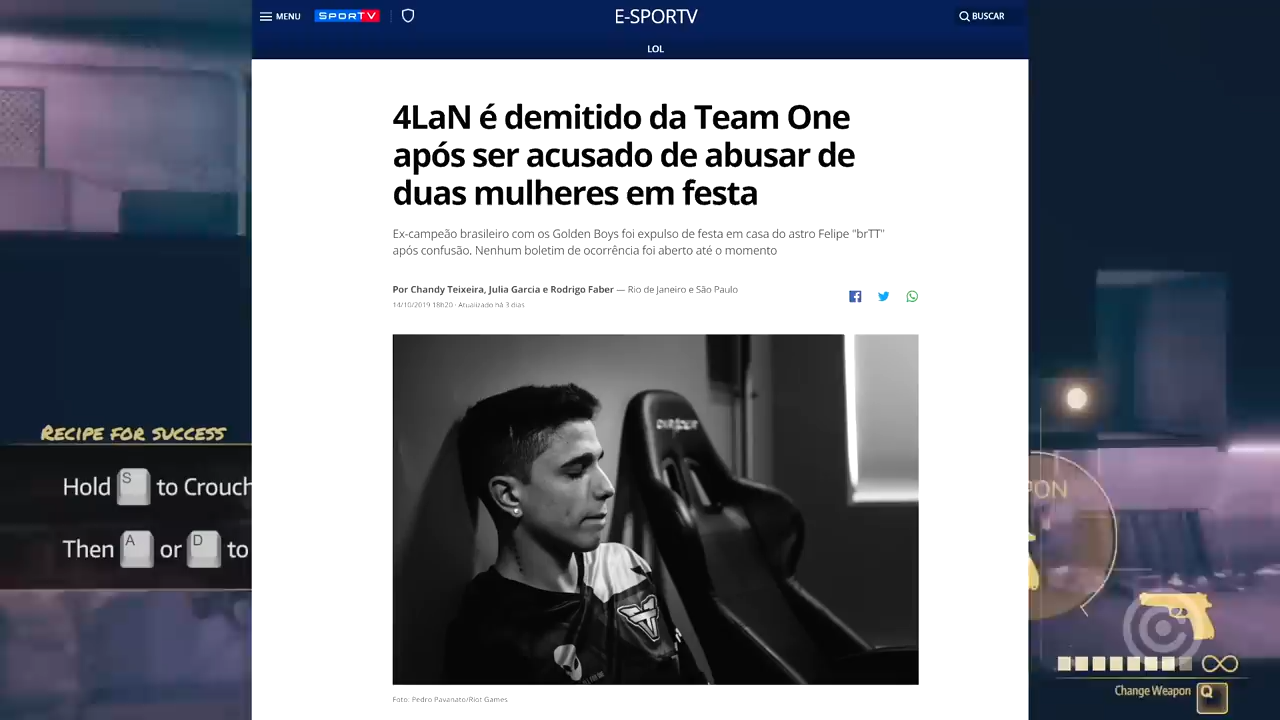 MENU
SPORTV
E-SPORTV
BUSCAR
LOL
4LaN é demitido da Team One
após ser acusado de abusar de
duas mulheres em festa
Ex-campeão brasileiro com os Golden Boys foi expulso de festa em casa do astro Felipe "brTT"
após confusão. Nenhum boletim de ocorrência foi aberto até o momento
Por Chandy Teixeira, Julia Garcia e Rodrigo Faber — Rio de Janeiro e São Paulo
14/10/2019 18h20 · Atualizado há 3 dias
DXRACER
Foto: Pedro Pavanato/Riot Games
RECIPE FOR SUCCESS
Hold S to Crouch
Then A or D to
PON
Change Weapon Q